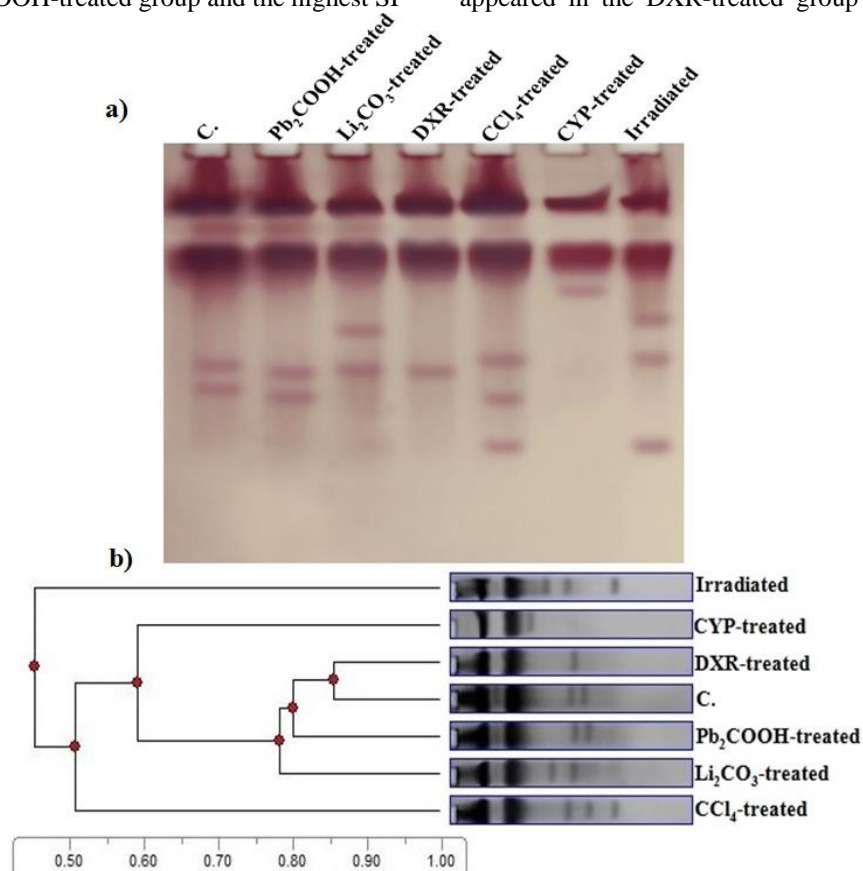 OOH-treated group and the highest SI
appeared in the DXR-treated group
a)
C.
Pb₂COOH-treated
Li₂CO₃-treated
DXR-treated
CCl₄-treated
CYP-treated
Irradiated
b)
Irradiated
CYP-treated
DXR-treated
C.
Pb₂COOH-treated
Li₂CO₃-treated
CCl₄-treated
0.50 0.60 0.70 0.80 0.90 1.00